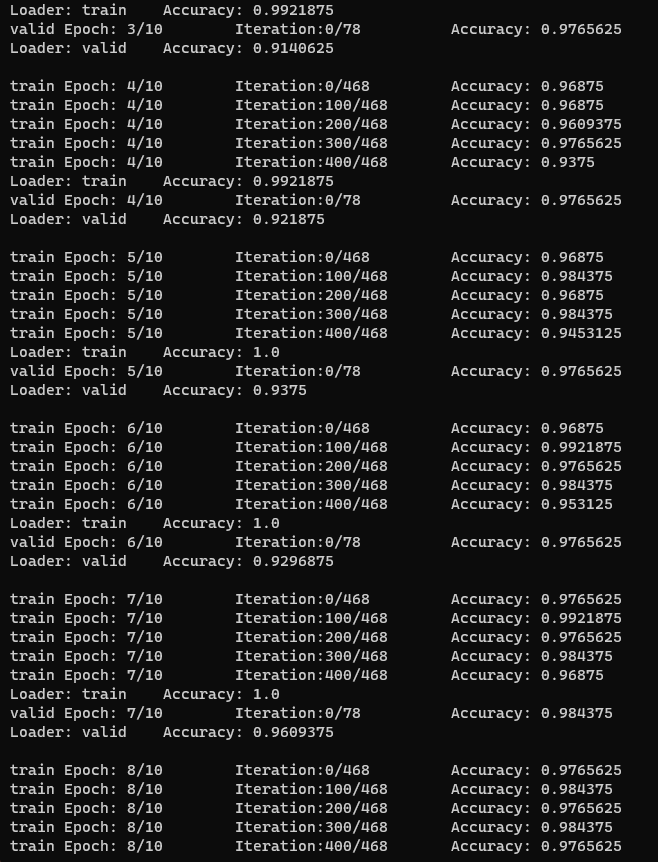 Loader: train    Accuracy: 0.9921875
valid Epoch: 3/10        Iteration:0/78          Accuracy: 0.9765625
Loader: valid    Accuracy: 0.9140625

train Epoch: 4/10        Iteration:0/468         Accuracy: 0.96875
train Epoch: 4/10        Iteration:100/468       Accuracy: 0.96875
train Epoch: 4/10        Iteration:200/468       Accuracy: 0.9609375
train Epoch: 4/10        Iteration:300/468       Accuracy: 0.9765625
train Epoch: 4/10        Iteration:400/468       Accuracy: 0.9375
Loader: train    Accuracy: 0.9921875
valid Epoch: 4/10        Iteration:0/78          Accuracy: 0.9765625
Loader: valid    Accuracy: 0.921875

train Epoch: 5/10        Iteration:0/468         Accuracy: 0.96875
train Epoch: 5/10        Iteration:100/468       Accuracy: 0.984375
train Epoch: 5/10        Iteration:200/468       Accuracy: 0.96875
train Epoch: 5/10        Iteration:300/468       Accuracy: 0.984375
train Epoch: 5/10        Iteration:400/468       Accuracy: 0.9453125
Loader: train    Accuracy: 1.0
valid Epoch: 5/10        Iteration:0/78          Accuracy: 0.9765625
Loader: valid    Accuracy: 0.9375

train Epoch: 6/10        Iteration:0/468         Accuracy: 0.96875
train Epoch: 6/10        Iteration:100/468       Accuracy: 0.9921875
train Epoch: 6/10        Iteration:200/468       Accuracy: 0.9765625
train Epoch: 6/10        Iteration:300/468       Accuracy: 0.984375
train Epoch: 6/10        Iteration:400/468       Accuracy: 0.953125
Loader: train    Accuracy: 1.0
valid Epoch: 6/10        Iteration:0/78          Accuracy: 0.9765625
Loader: valid    Accuracy: 0.9296875

train Epoch: 7/10        Iteration:0/468         Accuracy: 0.9765625
train Epoch: 7/10        Iteration:100/468       Accuracy: 0.9921875
train Epoch: 7/10        Iteration:200/468       Accuracy: 0.9765625
train Epoch: 7/10        Iteration:300/468       Accuracy: 0.984375
train Epoch: 7/10        Iteration:400/468       Accuracy: 0.96875
Loader: train    Accuracy: 1.0
valid Epoch: 7/10        Iteration:0/78          Accuracy: 0.984375
Loader: valid    Accuracy: 0.9609375

train Epoch: 8/10        Iteration:0/468         Accuracy: 0.9765625
train Epoch: 8/10        Iteration:100/468       Accuracy: 0.984375
train Epoch: 8/10        Iteration:200/468       Accuracy: 0.9765625
train Epoch: 8/10        Iteration:300/468       Accuracy: 0.984375
train Epoch: 8/10        Iteration:400/468       Accuracy: 0.9765625